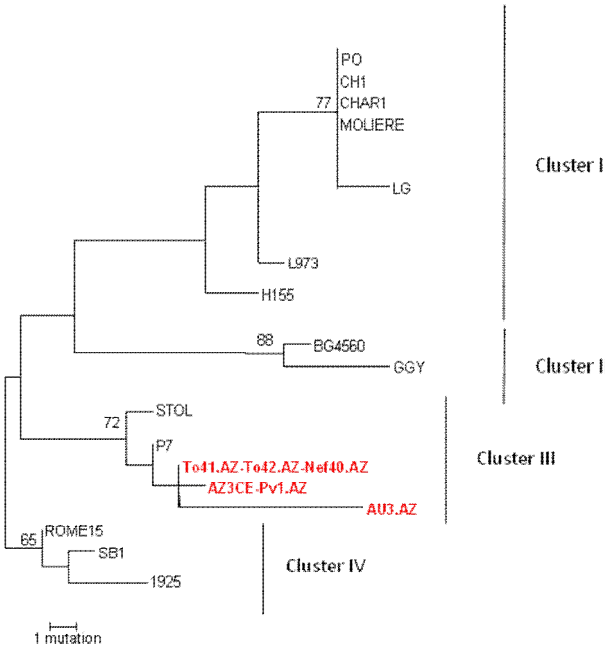 PO
CH1
77 CHAR1
MOLIERE
Cluster I
LG
L973
H155
88 BG4560
GGY
Cluster I
STOL
72
P7
To41.AZ-To42.AZ-Nef40.AZ
Cluster III
AZ3CE-Pv1.AZ
AU3.AZ
ROME15
65
SB1
Cluster IV
1925
1 mutation